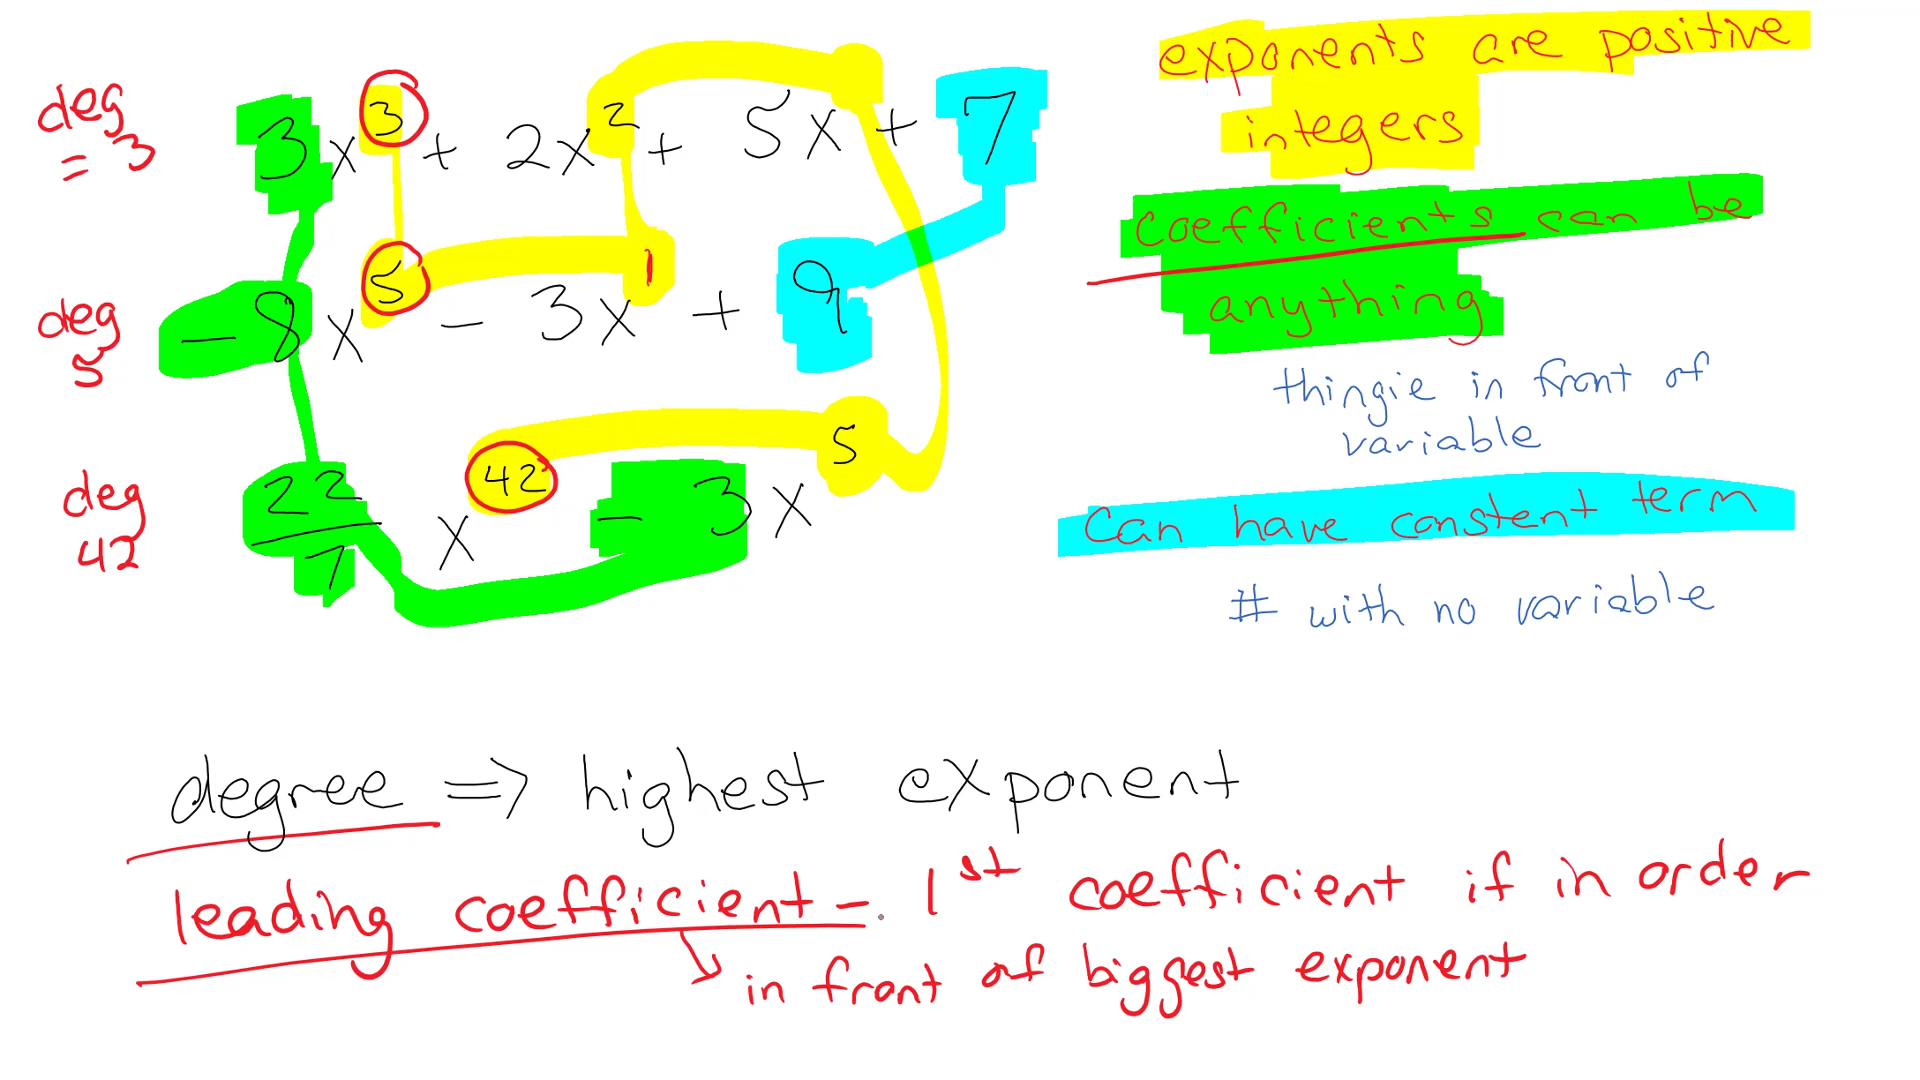 deg = 3
3x³ + 2x² + 5x + 7
deg 5
-8x⁵ - 3x¹ + 9
deg 42
22/7 x⁴² - 3x⁵
exponents are positive
integers
coefficients can be
anything
thingie in front of
variable
Can have constent term
# with no variable
degree => highest exponent
leading coefficient - 1st coefficient if in order
in front of biggest exponent